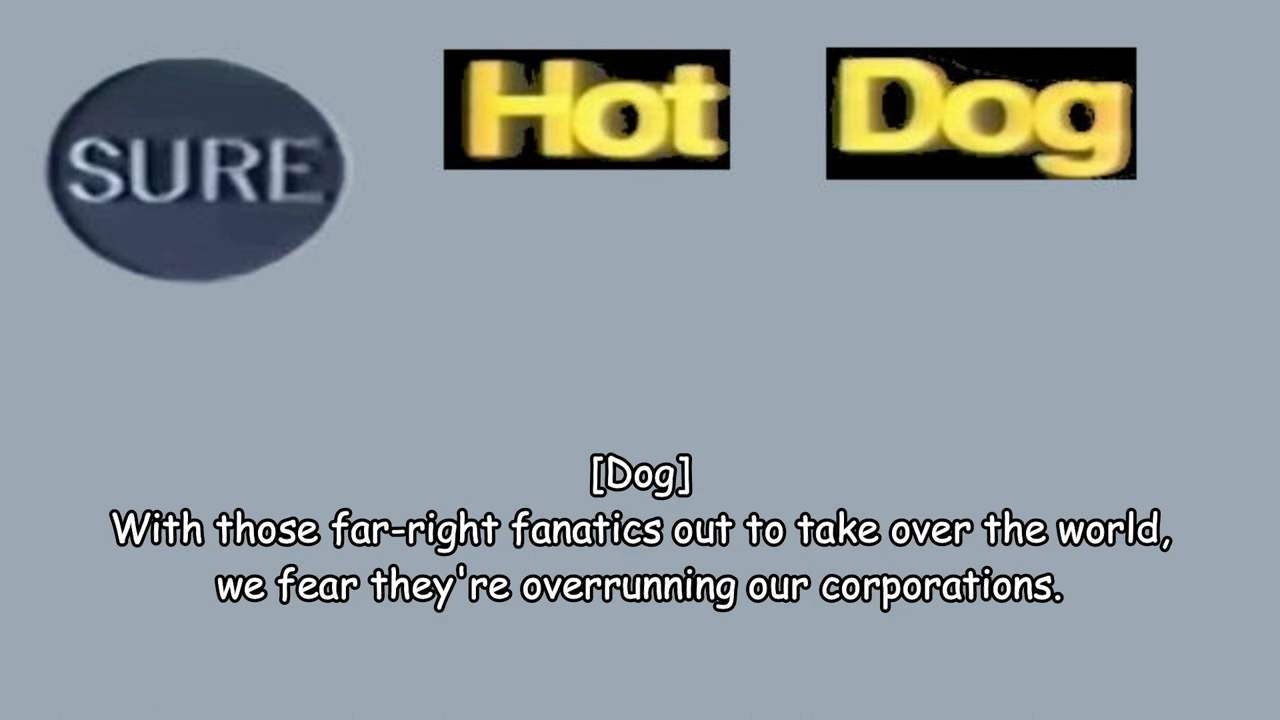 SURE
Hot
Dog
[Dog]
With those far-right fanatics out to take over the world,
we fear they're overrunning our corporations.